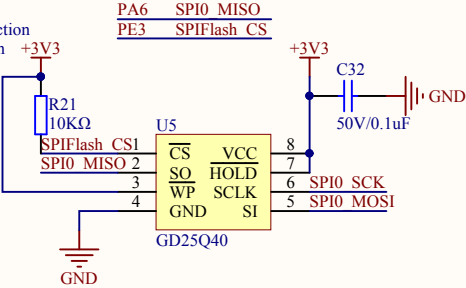 PA6 SPI0_MISO
PE3 SPIFlash_CS
ction
n +3V3
+3V3
C32
GND
50V/0.1uF
R21
10KΩ
U5
SPIFlash_CS 1 CS VCC 8
SPI0_MISO 2 SO HOLD 7
3 WP SCLK 6 SPI0_SCK
4 GND SI 5 SPI0_MOSI
GD25Q40
GND